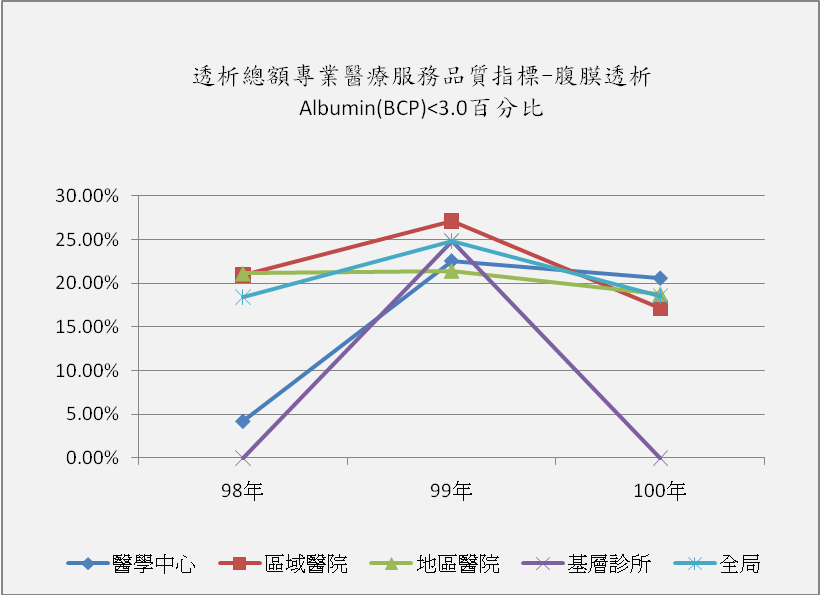 透析總額專業醫療服務品質指標-腹膜透析
Albumin(BCP)<3.0百分比
30.00%
25.00%
20.00%
15.00%
10.00%
5.00%
0.00%
98年 99年 100年
醫學中心 區域醫院 地區醫院 基層診所 全局